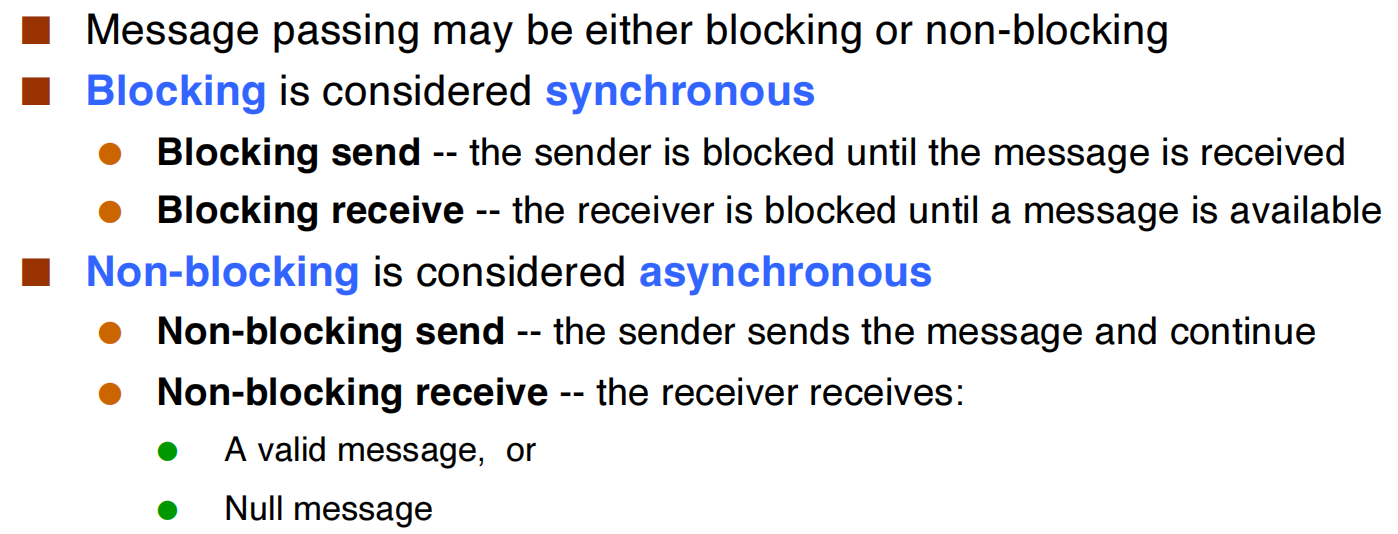 Message passing may be either blocking or non-blocking
Blocking is considered synchronous
Blocking send -- the sender is blocked until the message is received
Blocking receive -- the receiver is blocked until a message is available
Non-blocking is considered asynchronous
Non-blocking send -- the sender sends the message and continue
Non-blocking receive -- the receiver receives:
A valid message, or
Null message